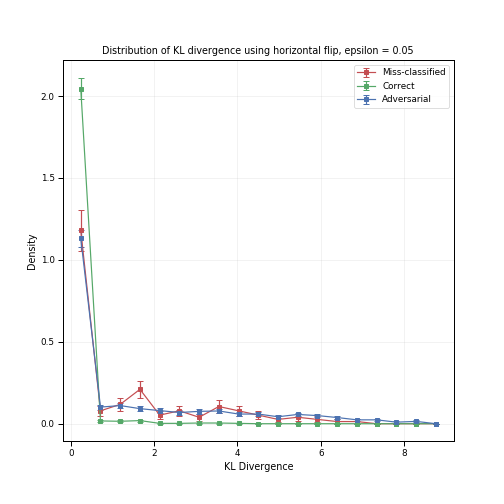 Distribution of KL divergence using horizontal flip, epsilon = 0.05
Miss-classified
Correct
Adversarial
2.0
1.5
1.0
0.5
0.0
Density
0
2
4
6
8
KL Divergence